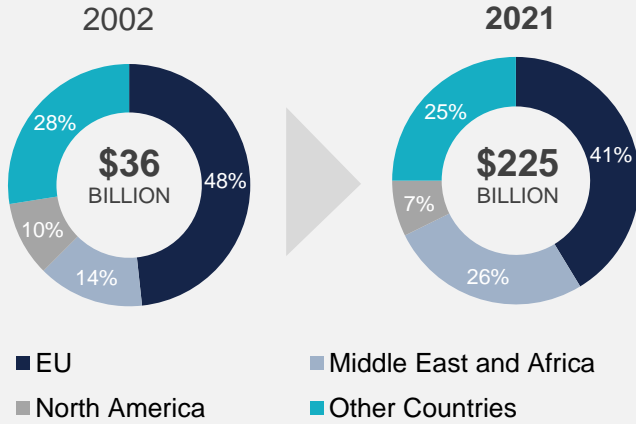 2002
2021
28%
48%
10%
14%
$36
BILLION
25%
41%
7%
26%
$225
BILLION
EU
Middle East and Africa
North America
Other Countries